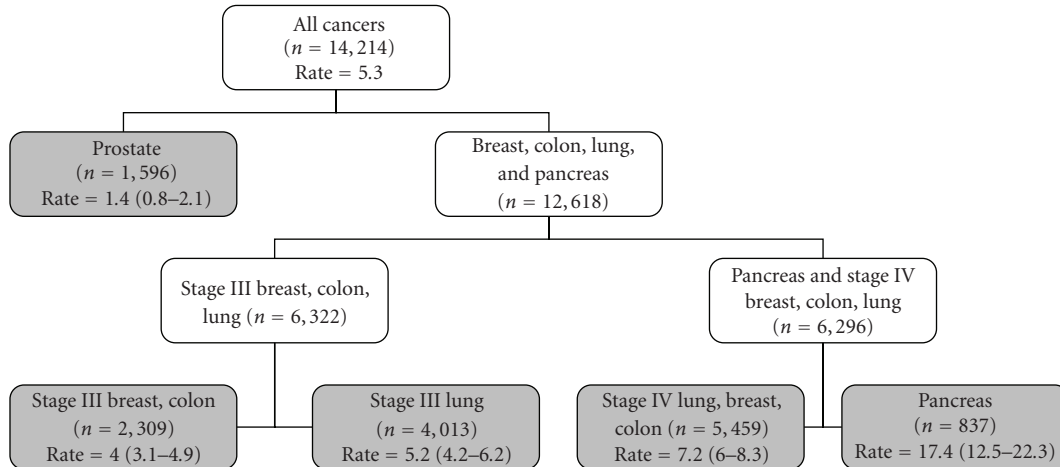 All cancers
(n = 14, 214)
Rate = 5.3
Prostate
(n = 1, 596)
Rate = 1.4 (0.8–2.1)
Breast, colon, lung,
and pancreas
(n = 12, 618)
Stage III breast, colon,
lung (n = 6, 322)
Pancreas and stage IV
breast, colon, lung
(n = 6, 296)
Stage III breast, colon
(n = 2, 309)
Rate = 4 (3.1–4.9)
Stage III lung
(n = 4, 013)
Rate = 5.2 (4.2–6.2)
Stage IV lung, breast,
colon (n = 5, 459)
Rate = 7.2 (6–8.3)
Pancreas
(n = 837)
Rate = 17.4 (12.5–22.3)